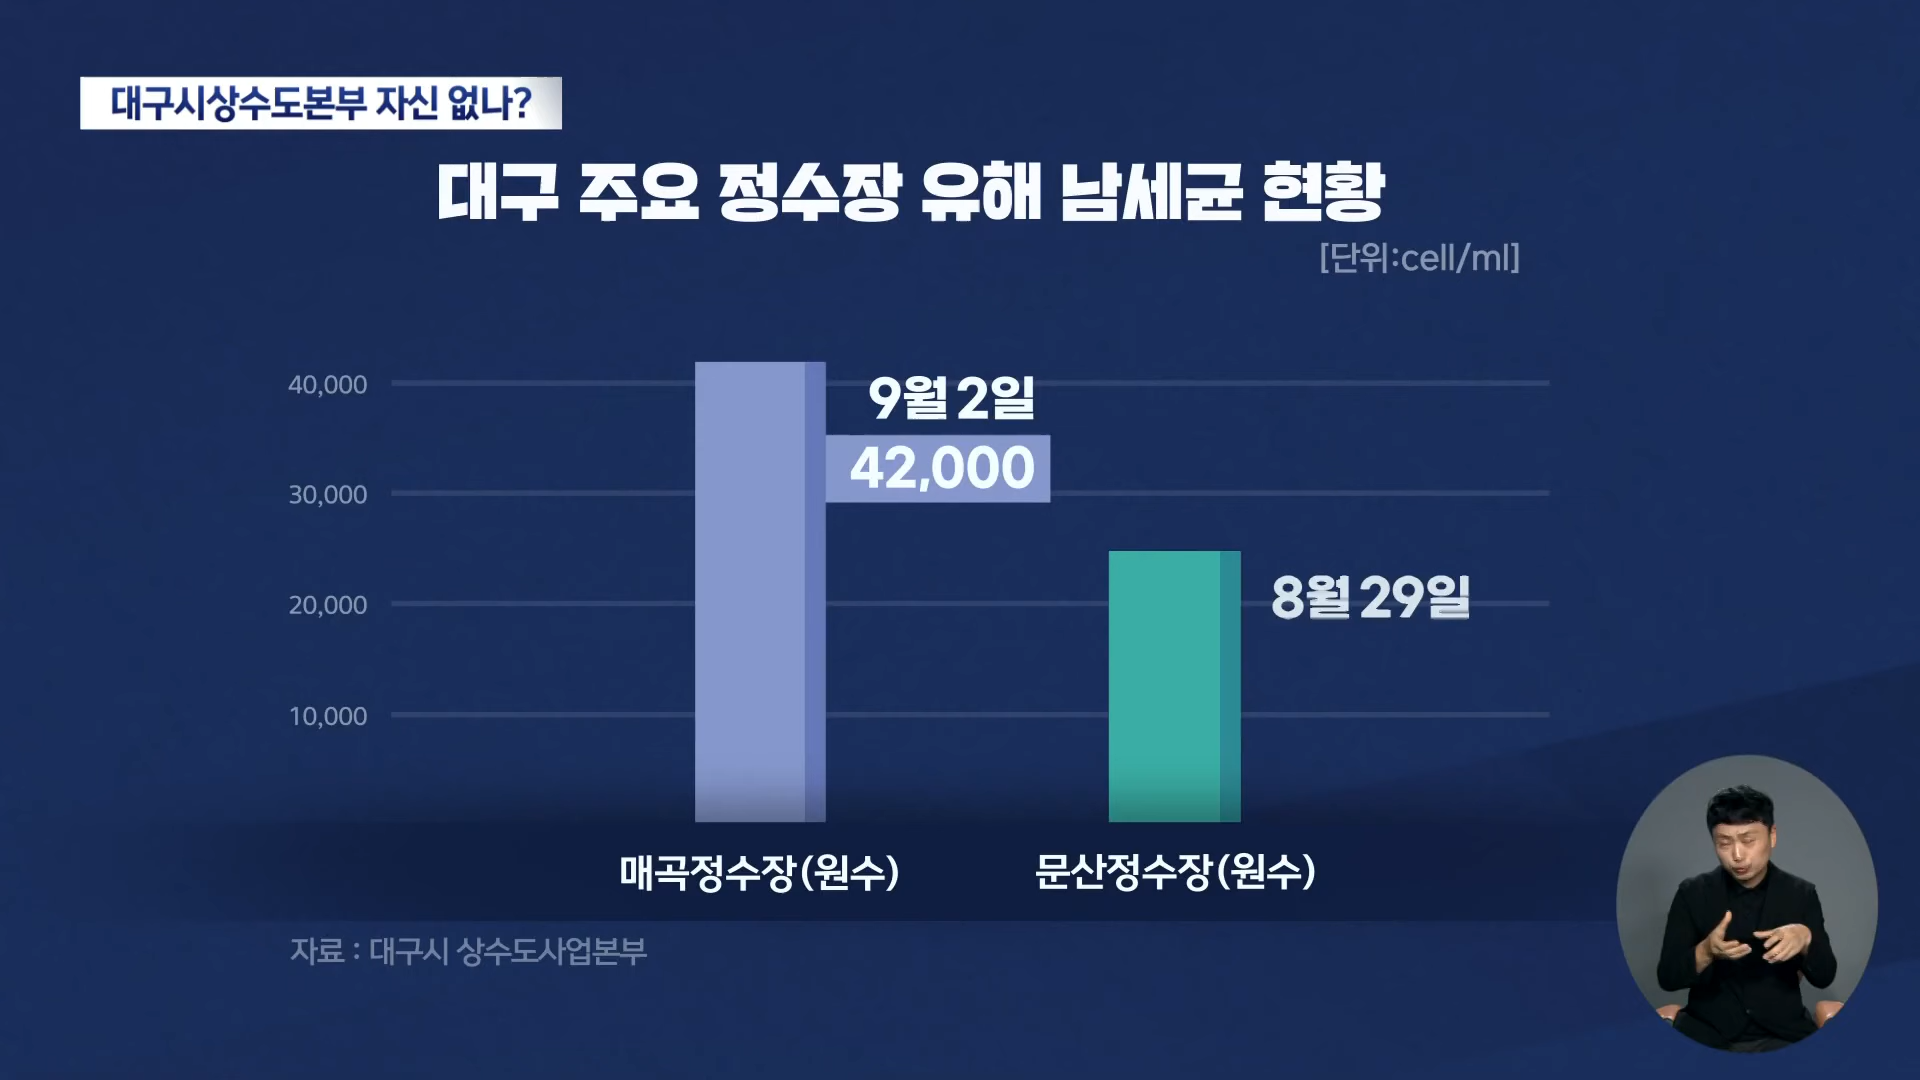 대구시상수도본부 자신 없나?
대구 주요 정수장 유해 남세균 현황
[단위:cell/ml]
40,000
30,000
20,000
10,000
9월 2일
42,000
8월 29일
매곡정수장(원수)
문산정수장(원수)
자료 : 대구시 상수도사업본부